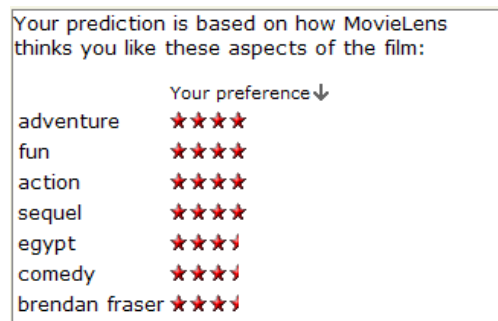 Your prediction is based on how MovieLens
thinks you like these aspects of the film:
Your preference
adventure
fun
action
sequel
egypt
comedy
brendan fraser